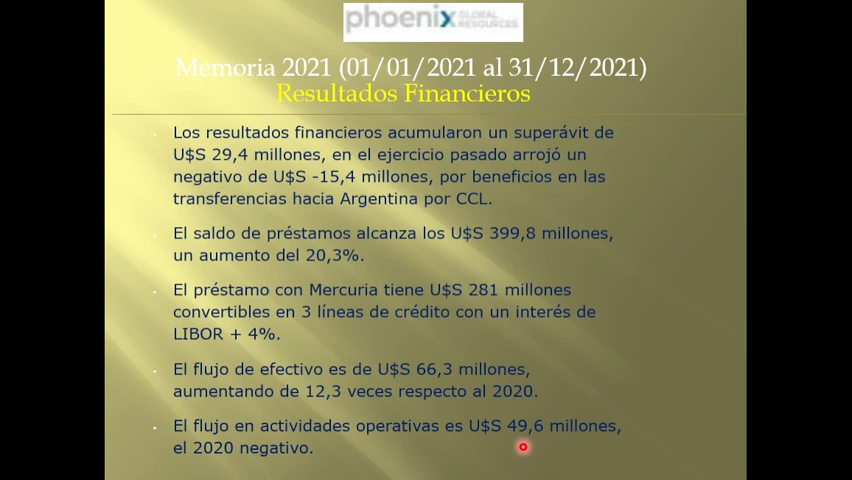 phoenix GLOBAL
RESOURCES
Memoria 2021 (01/01/2021 al 31/12/2021)
Resultados Financieros
Los resultados financieros acumularon un superávit de
U$S 29,4 millones, en el ejercicio pasado arrojó un
negativo de U$S -15,4 millones, por beneficios en las
transferencias hacia Argentina por CCL.
El saldo de préstamos alcanza los U$S 399,8 millones,
un aumento del 20,3%.
El préstamo con Mercuria tiene U$S 281 millones
convertibles en 3 líneas de crédito con un interés de
LIBOR + 4%.
El flujo de efectivo es de U$S 66,3 millones,
aumentando de 12,3 veces respecto al 2020.
El flujo en actividades operativas es U$S 49,6 millones,
el 2020 negativo.